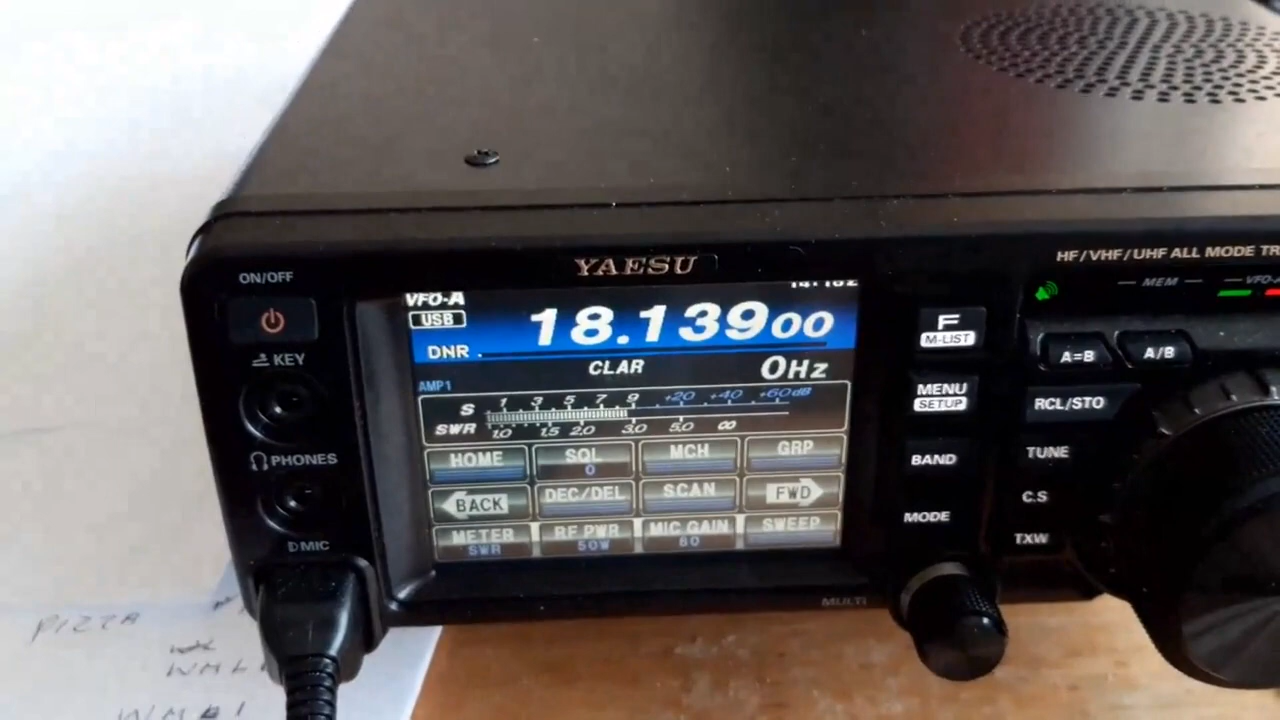 HF/VHF/UHF ALL MODE TR
YAESU
ON/OFF
MEM VFO-
VFO-A
USB
18.139.00
DNR
CLAR 0Hz
AMP1
S 1 3 5 7 9 +20 +40 +60dB
SWR 1.0 1.5 2.0 3.0 5.0 ∞
HOME SQL MCH GRP
0
BACK DEC/DEL SCAN FWD
METER RF PWR MIC GAIN SWEEP
SWR 50W 60
KEY
PHONES
MIC
F
M-LIST
MENU
SETUP
BAND
MODE
A=B A/B
RCL/STO
TUNE
C.S
TXW
MULTI
PIZZA